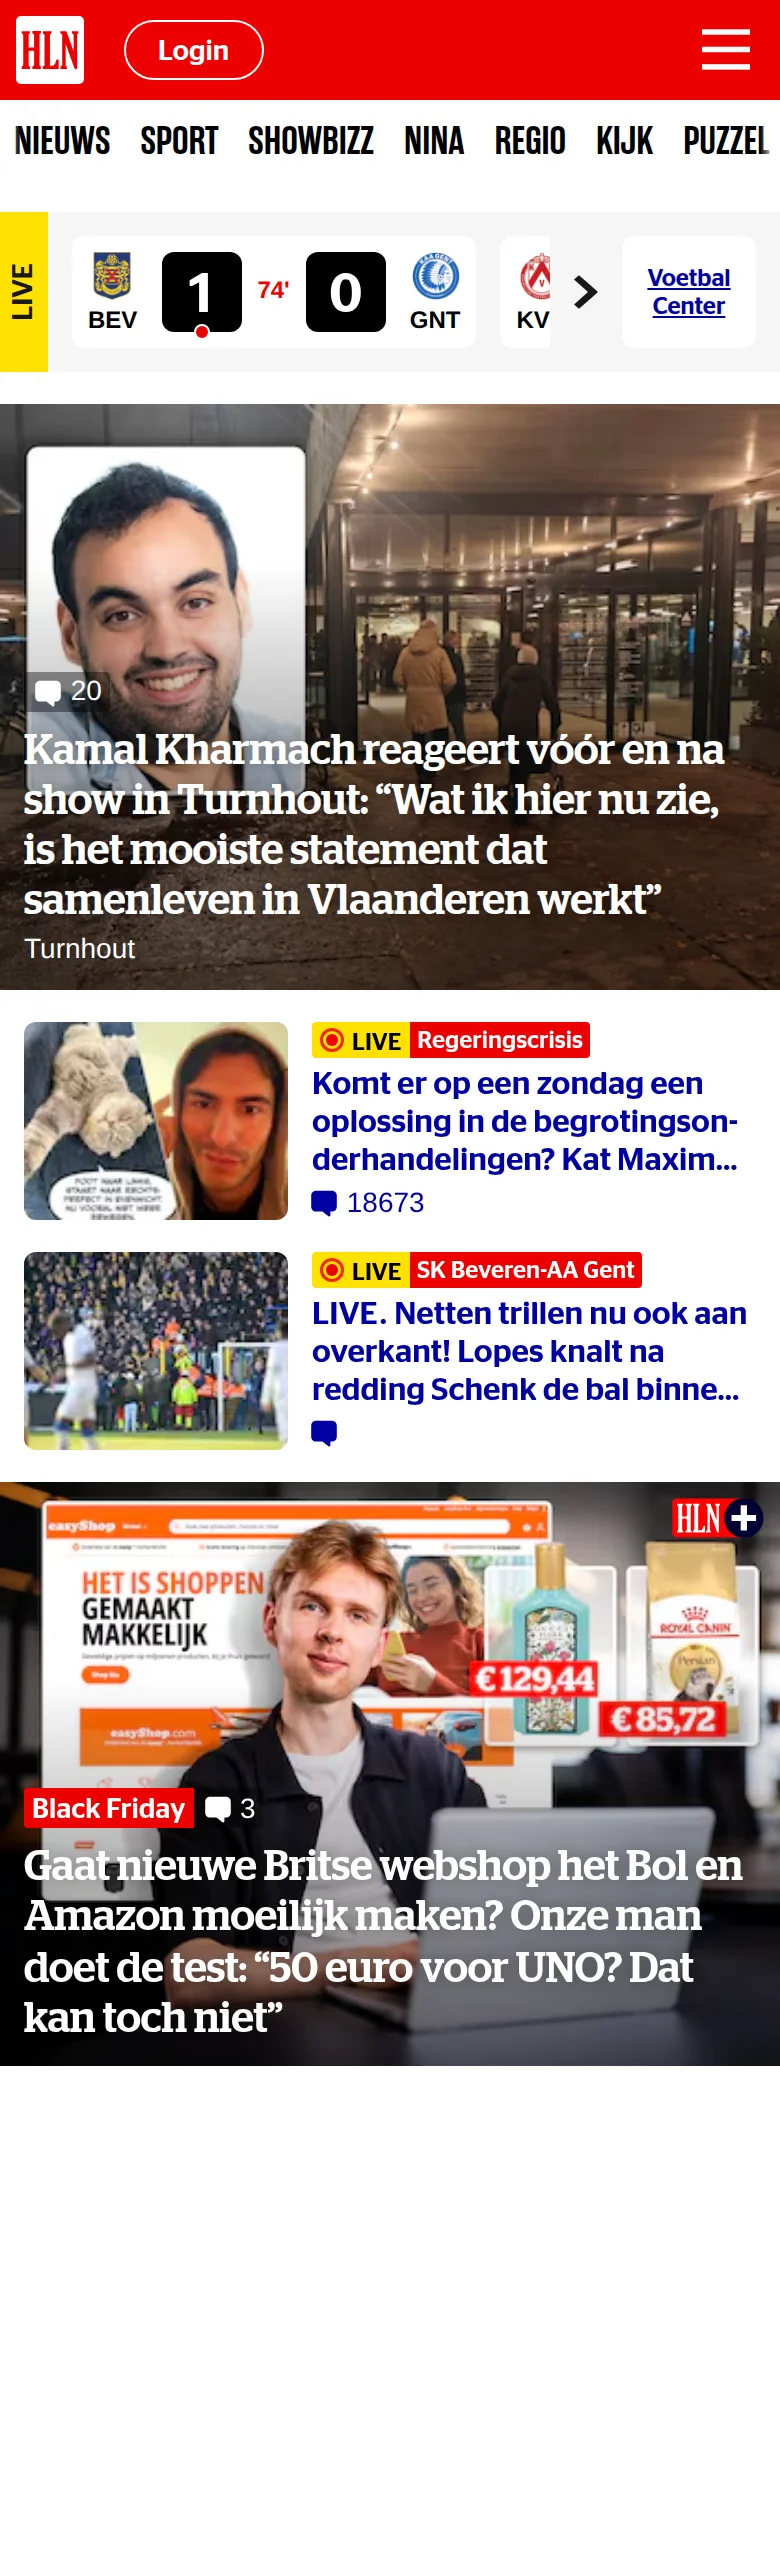 HLN
Login
NIEUWS SPORT SHOWBIZZ NINA REGIO KIJK PUZZEL
LIVE
BEV 1 74' 0 GNT
KV
Voetbal
Center
20
Kamal Kharmach reageert vóór en na
show in Turnhout: “Wat ik hier nu zie,
is het mooiste statement dat
samenleven in Vlaanderen werkt”
Turnhout
LIVE Regeringscrisis
Komt er op een zondag een
oplossing in de begrotingson-
derhandelingen? Kat Maxim...
18673
LIVE SK Beveren-AA Gent
LIVE. Netten trillen nu ook aan
overkant! Lopes knalt na
redding Schenk de bal binne...
HLN
easyShop
HET IS SHOPPEN
GEMAAKT
MAKKELIJK
Shop Nu
easyShop.com
ROYAL CANIN
Persian
€ 129,44
€ 85,72
Black Friday 3
Gaat nieuwe Britse webshop het Bol en
Amazon moeilijk maken? Onze man
doet de test: “50 euro voor UNO? Dat
kan toch niet”